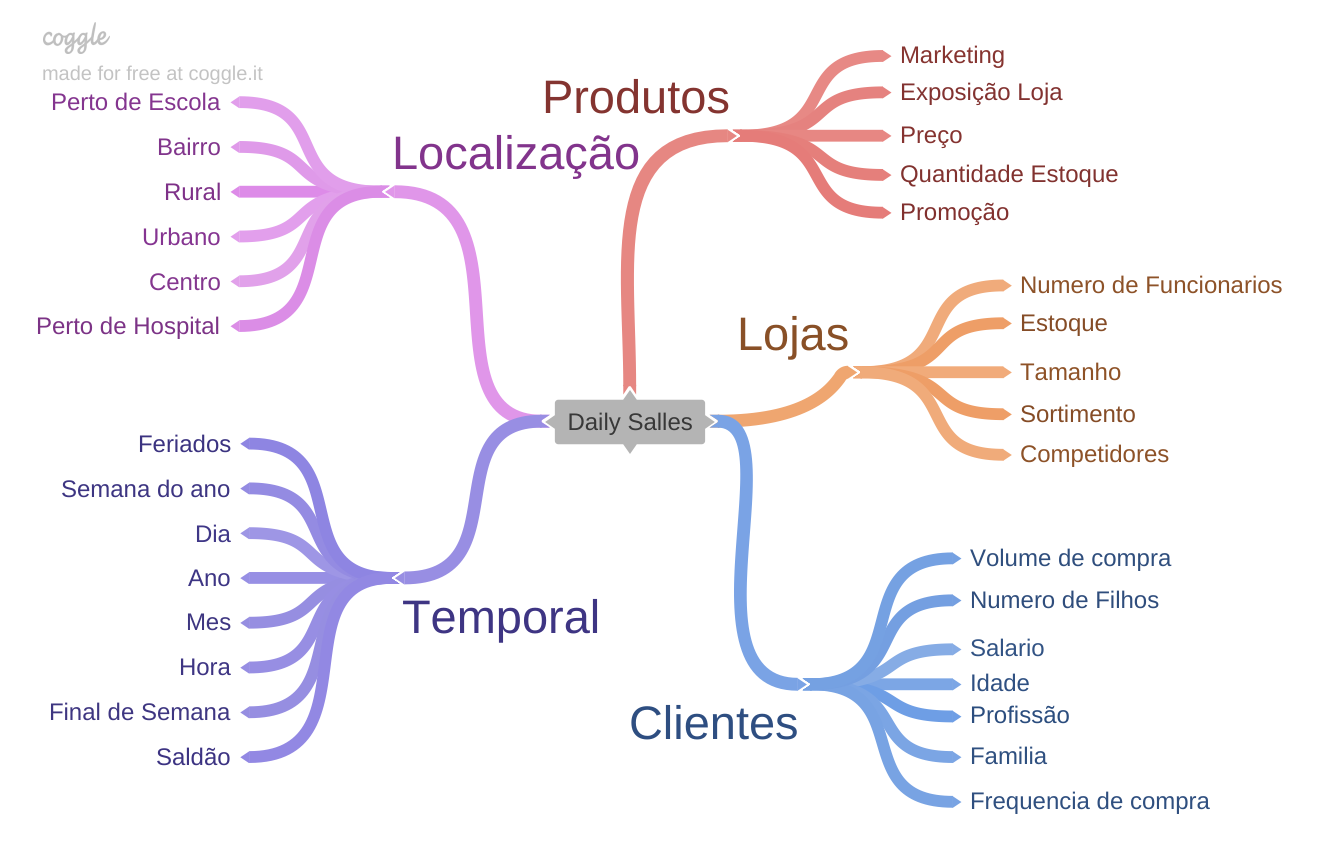 coggle
made for free at coggle.it
Localização
Perto de Escola
Bairro
Rural
Urbano
Centro
Perto de Hospital
Produtos
Marketing
Exposição Loja
Preço
Quantidade Estoque
Promoção
Daily Salles
Lojas
Numero de Funcionarios
Estoque
Tamanho
Sortimento
Competidores
Temporal
Feriados
Semana do ano
Dia
Ano
Mes
Hora
Final de Semana
Saldão
Clientes
Volume de compra
Numero de Filhos
Salario
Idade
Profissão
Familia
Frequencia de compra